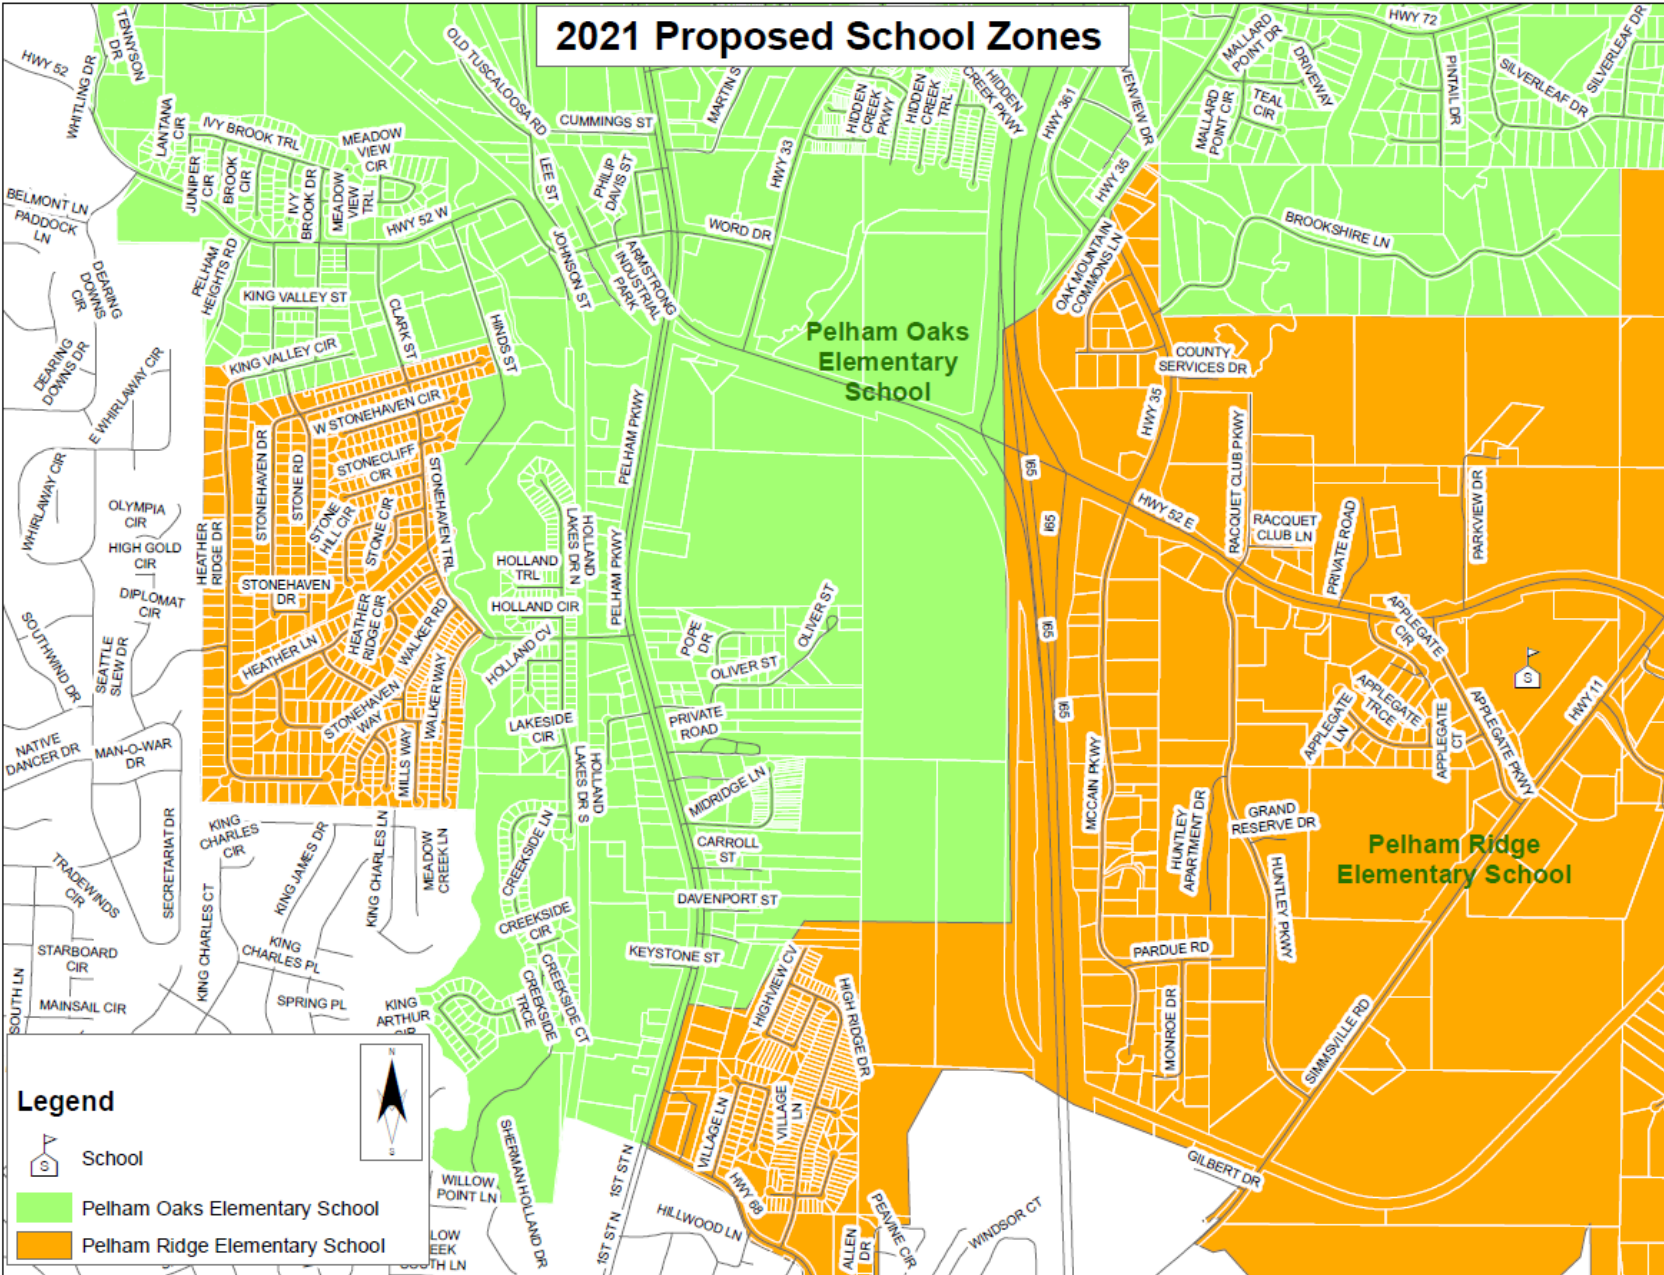 2021 Proposed School Zones
HWY 52
TENNYSON
DR
WHITLING DR
OLD TUSCALOOSA RD
CUMMINGS ST
HWY 33
HIDDEN
CREEK
PKWY
HIDDEN
CREEK
TRL
HIDDEN
CREEK PKWY
HWY 361
HWY 35
MALLARD
POINT DR
DRIVEWAY
HWY 72
MALLARD
POINT CIR
TEAL
CIR
PINTAIL DR
SILVERLEAF DR
SILVERLEAF DR
LANTANA
CIR
IVY BROOK TRL
MEADOW
VIEW
CIR
JUNIPER
CIR
BROOK
CIR
IVY
BROOK DR
MEADOW
VIEW
TRL
HWY 52 W
LEE ST
PHILIP
DAVIS ST
WORD DR
JOHNSON ST
ARMSTRONG
INDUSTRIAL
PARK
BELMONT LN
PADDOCK
LN
DEARING
DOWNS
CIR
DEARING
DOWNS DR
E WHIRLAWAY CIR
WHIRLAWAY CIR
PELHAM
HEIGHTS RD
KING VALLEY ST
KING VALLEY CIR
CLARK ST
HINDS ST
OAK MOUNTAIN
COMMONS LN
BROOKSHIRE LN
Pelham Oaks
Elementary
School
COUNTY
SERVICES DR
HWY 35
RACQUET CLUB PKWY
RACQUET
CLUB LN
PRIVATE ROAD
PARKVIEW DR
HWY 52 E
I65
I65
I65
I65
W STONEHAVEN CIR
STONECLIFF
CIR
STONEHAVEN DR
STONE RD
STONE
HILL CIR
STONE CIR
STONEHAVEN TRL
PELHAM PKWY
PELHAM PKWY
HOLLAND
LAKES DR N
HOLLAND
TRL
HOLLAND CIR
HOLLAND CV
OLYMPIA
CIR
HIGH GOLD
CIR
DIPLOMAT
CIR
HEATHER
RIDGE DR
STONEHAVEN
DR
HEATHER
RIDGE CIR
WALKER RD
HEATHER LN
STONEHAVEN
WAY
WALKER WAY
MILLS WAY
SOUTHWIND DR
SEATTLE
SLEW DR
NATIVE
DANCER DR
MAN-O-WAR
DR
SECRETARIAT DR
POPE
DR
OLIVER ST
OLIVER ST
PRIVATE
ROAD
LAKESIDE
CIR
HOLLAND
LAKES DR S
MIDRIDGE LN
CARROLL
ST
DAVENPORT ST
KEYSTONE ST
MCCAIN PKWY
APPLEGATE
CIR
APPLEGATE
TRCE
APPLEGATE
LN
APPLEGATE
CT
APPLEGATE PKWY
S
HWY 11
HUNTLEY
APARTMENT DR
GRAND
RESERVE DR
HUNTLEY PKWY
Pelham Ridge
Elementary School
PARDUE RD
MONROE DR
SIMMSVILLE RD
GILBERT DR
KING
CHARLES
CIR
KING JAMES DR
KING CHARLES LN
MEADOW
CREEK LN
CREEKSIDE LN
CREEKSIDE
CIR
CREEKSIDE CT
CREEKSIDE
TRCE
TRADEWINDS
CIR
STARBOARD
CIR
MAINSAIL CIR
SOUTH LN
KING CHARLES CT
KING
CHARLES PL
SPRING PL
KING
ARTHUR
HIGHVIEW CV
HIGH RIDGE DR
VILLAGE LN
VILLAGE
LN
HWY 68
1ST ST N
1ST ST N
HILLWOOD LN
ALLEN
DR
PEAVINE CIR
WINDSOR CT
SHERMAN HOLLAND DR
WILLOW
POINT LN
Legend
N
S
S
School
Pelham Oaks Elementary School
Pelham Ridge Elementary School